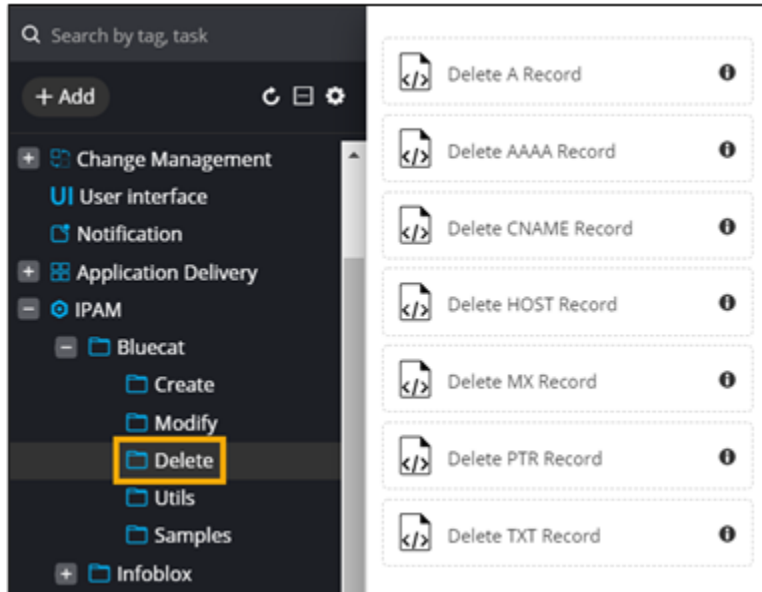 Search by tag, task
+ Add
Change Management
UI User interface
Notification
Application Delivery
IPAM
Bluecat
Create
Modify
Delete
Utils
Samples
Infoblox
Delete A Record
Delete AAAA Record
Delete CNAME Record
Delete HOST Record
Delete MX Record
Delete PTR Record
Delete TXT Record